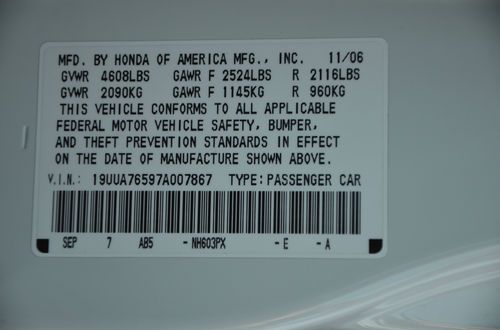 MFD. BY HONDA OF AMERICA MFG., INC. 11/06
GVWR 4608LBS GAWR F 2524LBS R 2116LBS
GVWR 2090KG GAWR F 1145KG R 960KG
THIS VEHICLE CONFORMS TO ALL APPLICABLE
FEDERAL MOTOR VEHICLE SAFETY, BUMPER,
AND THEFT PREVENTION STANDARDS IN EFFECT
ON THE DATE OF MANUFACTURE SHOWN ABOVE.
V.I.N.: 19UUA76597A007867 TYPE: PASSENGER CAR
SEP 7 AB5 -NH603PX -E -A